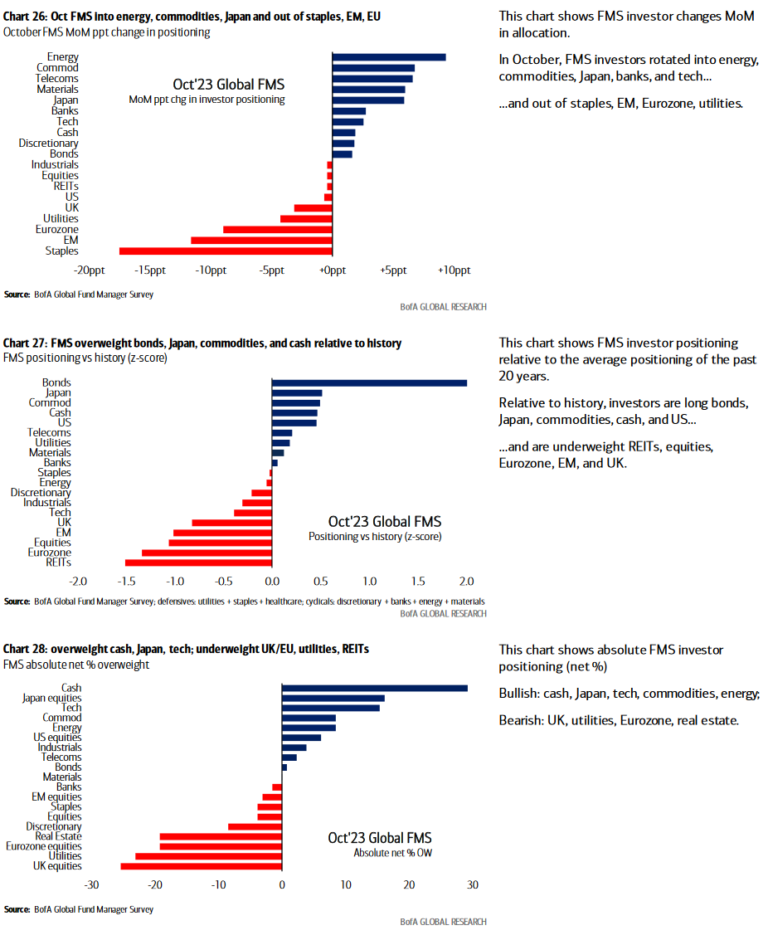 Chart 26: Oct FMS into energy, commodities, Japan and out of staples, EM, EU
October FMS MoM ppt change in positioning
Energy
Commod
Telecoms
Materials
Japan
Banks
Tech
Cash
Discretionary
Bonds
Industrials
Equities
REITs
US
UK
Utilities
Eurozone
EM
Staples
Oct'23 Global FMS
MoM ppt chg in investor positioning
-20ppt
-15ppt
-10ppt
-5ppt
+0ppt
+5ppt
+10ppt
Source: BofA Global Fund Manager Survey
BofA GLOBAL RESEARCH
This chart shows FMS investor changes MoM
in allocation.
In October, FMS investors rotated into energy,
commodities, Japan, banks, and tech...
...and out of staples, EM, Eurozone, utilities.
Chart 27: FMS overweight bonds, Japan, commodities, and cash relative to history
FMS positioning vs history (z-score)
Bonds
Japan
Commod
Cash
US
Telecoms
Utilities
Materials
Banks
Staples
Energy
Discretionary
Industrials
Tech
UK
EM
Equities
Eurozone
REITs
Oct'23 Global FMS
Positioning vs history (z-score)
-2.0
-1.5
-1.0
-0.5
0.0
0.5
1.0
1.5
2.0
Source: BofA Global Fund Manager Survey; defensives: utilities + staples + healthcare; cydicals: discretionary + banks + energy + materials
BofA GLOBAL RESEARCH
This chart shows FMS investor positioning
relative to the average positioning of the past
20 years.
Relative to history, investors are long bonds,
Japan, commodities, cash, and US...
...and are underweight REITs, equities,
Eurozone, EM, and UK.
Chart 28: overweight cash, Japan, tech; underweight UK/EU, utilities, REITs
FMS absolute net % overweight
Cash
Japan equities
Tech
Commod
Energy
US equities
Industrials
Telecoms
Bonds
Materials
Banks
EM equities
Staples
Equities
Discretionary
Real Estate
Eurozone equities
Utilities
UK equities
Oct'23 Global FMS
Absolute net % OW
-30
-20
-10
0
10
20
30
Source: BofA Global Fund Manager Survey
BofA GLOBAL RESEARCH
This chart shows absolute FMS investor
positioning (net %)
Bullish: cash, Japan, tech, commodities, energy;
Bearish: UK, utilities, Eurozone, real estate.